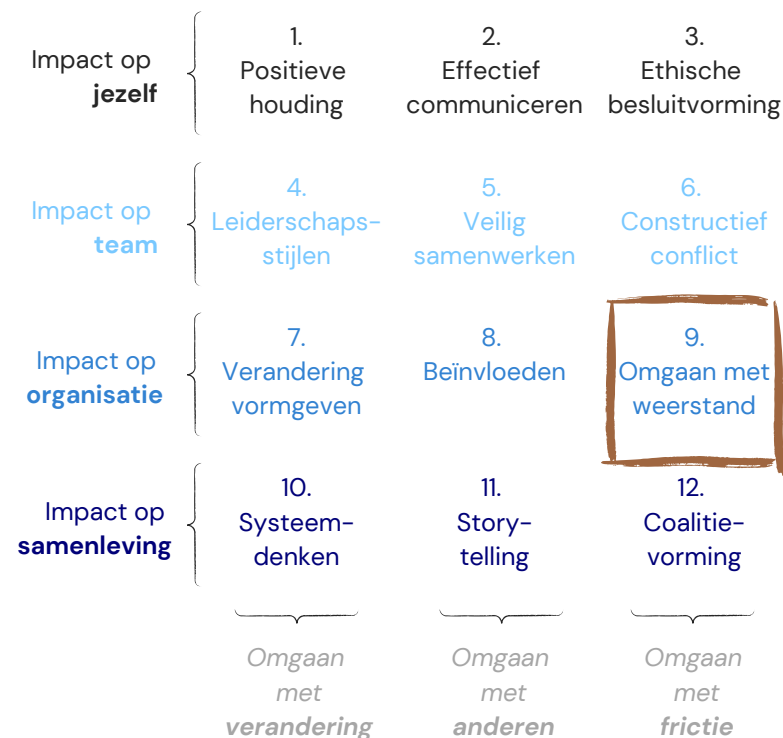 Impact op
jezelf
1.
Positieve
houding
2.
Effectief
communiceren
3.
Ethische
besluitvorming
Impact op
team
4.
Leiderschaps-
stijlen
5.
Veilig
samenwerken
6.
Constructief
conflict
Impact op
organisatie
7.
Verandering
vormgeven
8.
Beïnvloeden
9.
Omgaan met
weerstand
Impact op
samenleving
10.
Systeem-
denken
11.
Story-
telling
12.
Coalitie-
vorming
Omgaan
met
verandering
Omgaan
met
anderen
Omgaan
met
frictie